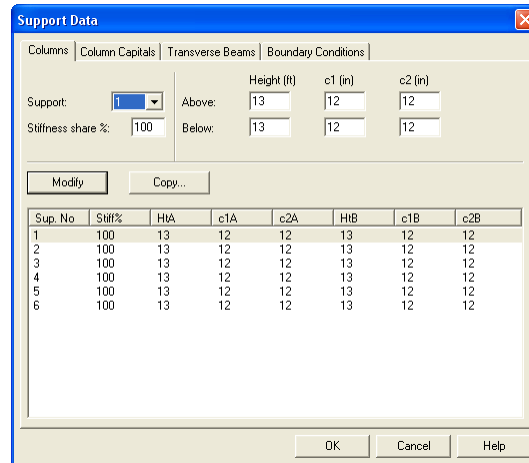 Support Data
Columns Column Capitals Transverse Beams Boundary Conditions
Height (ft) c1 (in) c2 (in)
Support: 1 Above: 13 12 12
Stiffness share %: 100 Below: 13 12 12
Modify Copy...
Sup. No Stiff% HtA c1A c2A HtB c1B c2B
1 100 13 12 12 13 12 12
2 100 13 12 12 13 12 12
3 100 13 12 12 13 12 12
4 100 13 12 12 13 12 12
5 100 13 12 12 13 12 12
6 100 13 12 12 13 12 12
OK Cancel Help